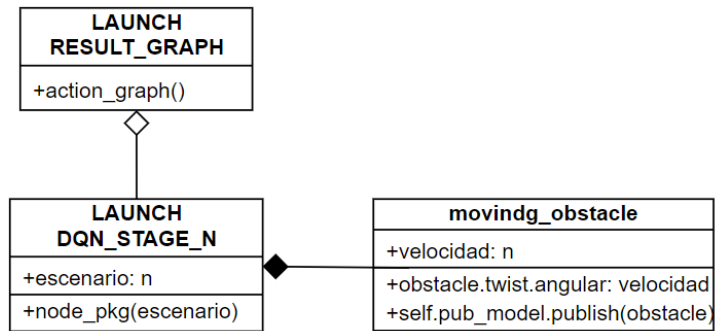 LAUNCH
RESULT_GRAPH
+action_graph()
LAUNCH
DQN_STAGE_N
+escenario: n
+node_pkg(escenario)
movindg_obstacle
+velocidad: n
+obstacle.twist.angular: velocidad
+self.pub_model.publish(obstacle)